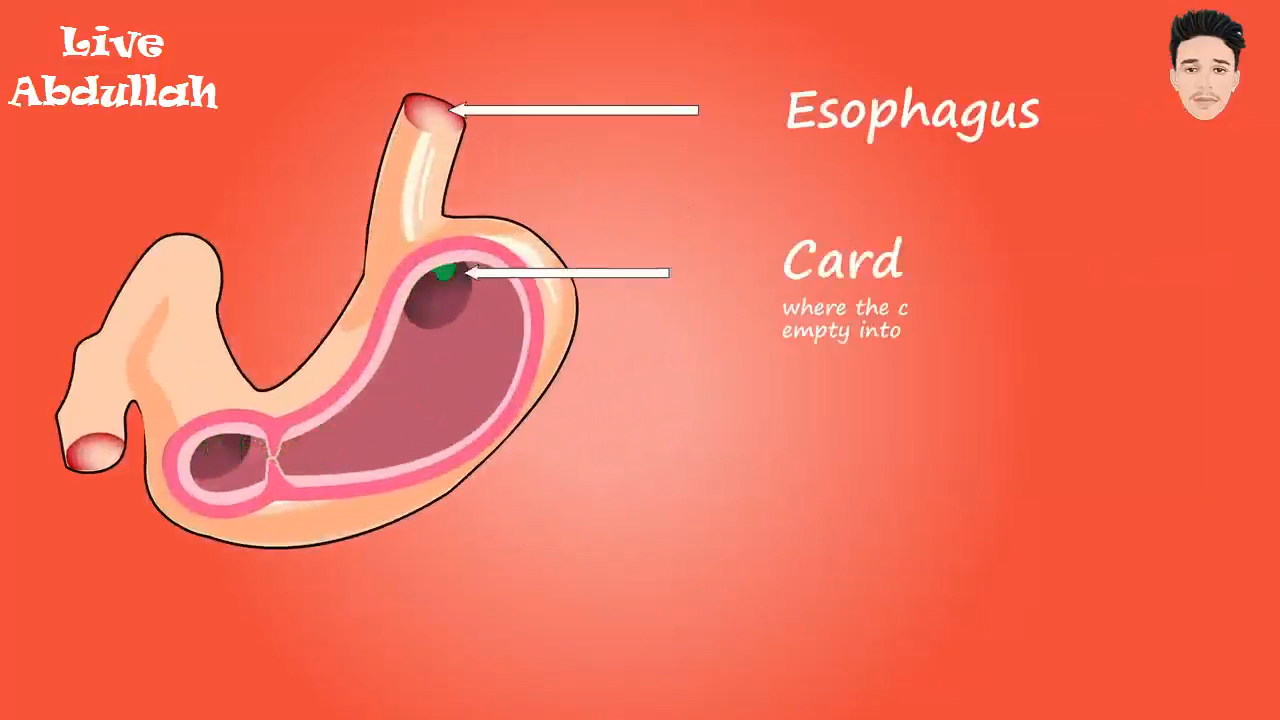 Live
Abdullah
Esophagus
Card
where the c
empty into